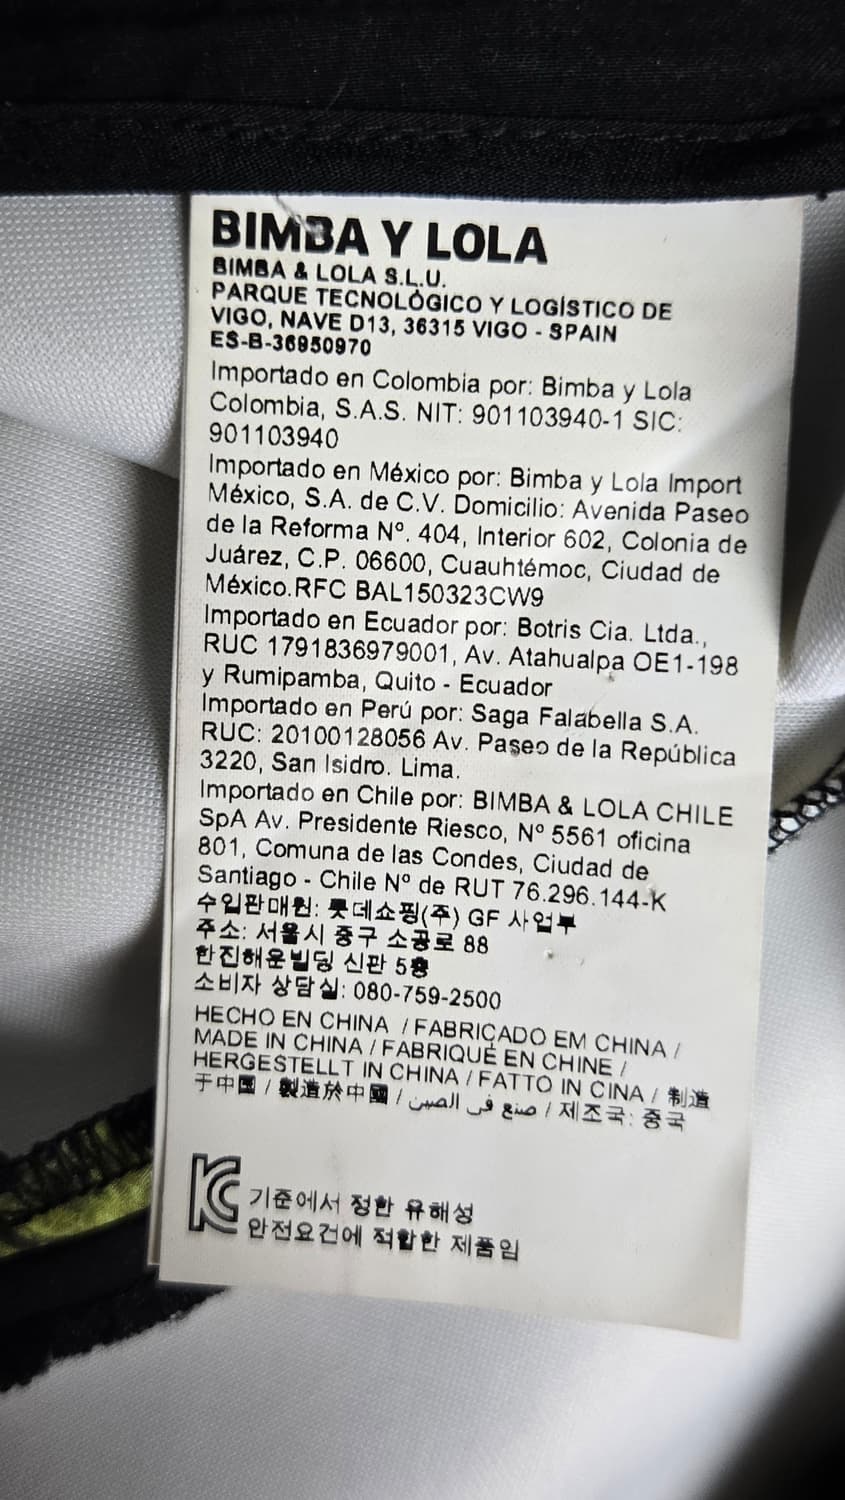 BIMBA Y LOLA
BIMBA & LOLA S.L.U.
PARQUE TECNOLÓGICO Y LOGÍSTICO DE
VIGO, NAVE D13, 36315 VIGO - SPAIN
ES-B-36950970
Importado en Colombia por: Bimba y Lola
Colombia, S.A.S. NIT: 901103940-1 SIC:
901103940
Importado en México por: Bimba y Lola Import
México, S.A. de C.V. Domicilio: Avenida Paseo
de la Reforma Nº. 404, Interior 602, Colonia de
Juárez, C.P. 06600, Cuauhtémoc, Ciudad de
México.RFC BAL150323CW9
Importado en Ecuador por: Botris Cia. Ltda.,
RUC 1791836979001, Av. Atahualpa OE1-198
y Rumipamba, Quito - Ecuador
Importado en Perú por: Saga Falabella S.A.
RUC: 20100128056 Av. Paseo de la República
3220, San Isidro. Lima.
Importado en Chile por: BIMBA & LOLA CHILE
SpA Av. Presidente Riesco, Nº 5561 oficina
801, Comuna de las Condes, Ciudad de
Santiago - Chile Nº de RUT 76.296.144-K
수입판매원: 롯데쇼핑(주) GF 사업부
주소: 서울시 중구 소공로 88
한진해운빌딩 신관 5층
소비자 상담실: 080-759-2500
HECHO EN CHINA / FABRICADO EM CHINA /
MADE IN CHINA / FABRIQUÉ EN CHINE /
HERGESTELLT IN CHINA / FATTO IN CINA / 制造
于中国 / 製造於中國 / صنع في الصين / 제조국: 중국
KC 기준에서 정한 유해성
안전요건에 적합한 제품임